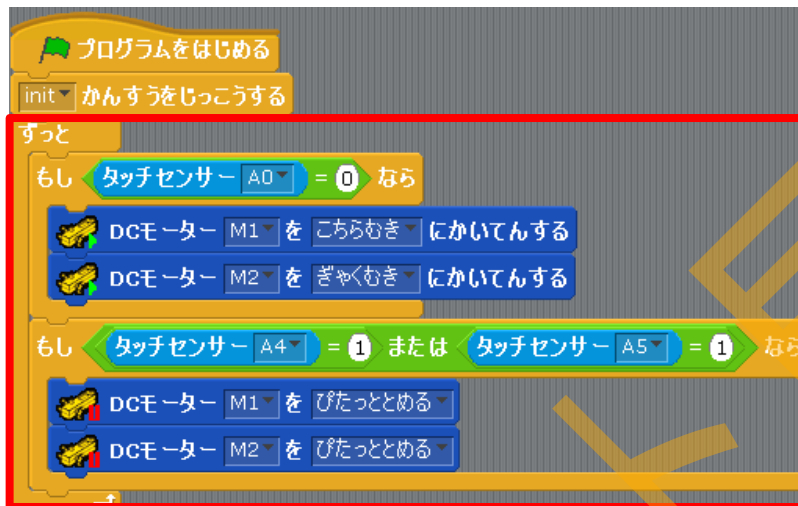 プログラムをはじめる
init かんすうをじっこうする
ずっと
もし タッチセンサー A0 = 0 なら
DCモーター M1 を こちらむき にかいてんする
DCモーター M2 を ぎゃくむき にかいてんする
もし タッチセンサー A4 = 1 または タッチセンサー A5 = 1 なら
DCモーター M1 を ぴたっととめる
DCモーター M2 を ぴたっととめる